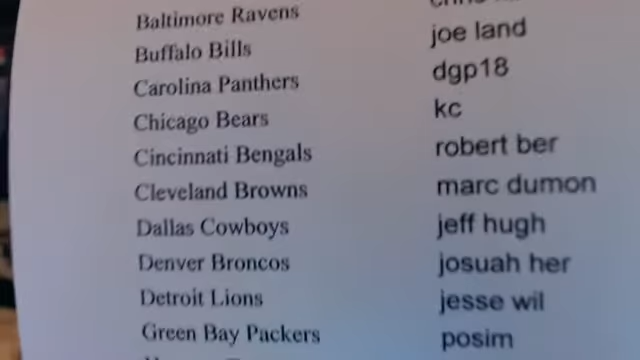 Baltimore Ravens
Buffalo Bills joe land
Carolina Panthers dgp18
Chicago Bears kc
Cincinnati Bengals robert ber
Cleveland Browns marc dumon
Dallas Cowboys jeff hugh
Denver Broncos josuah her
Detroit Lions jesse wil
Green Bay Packers posim